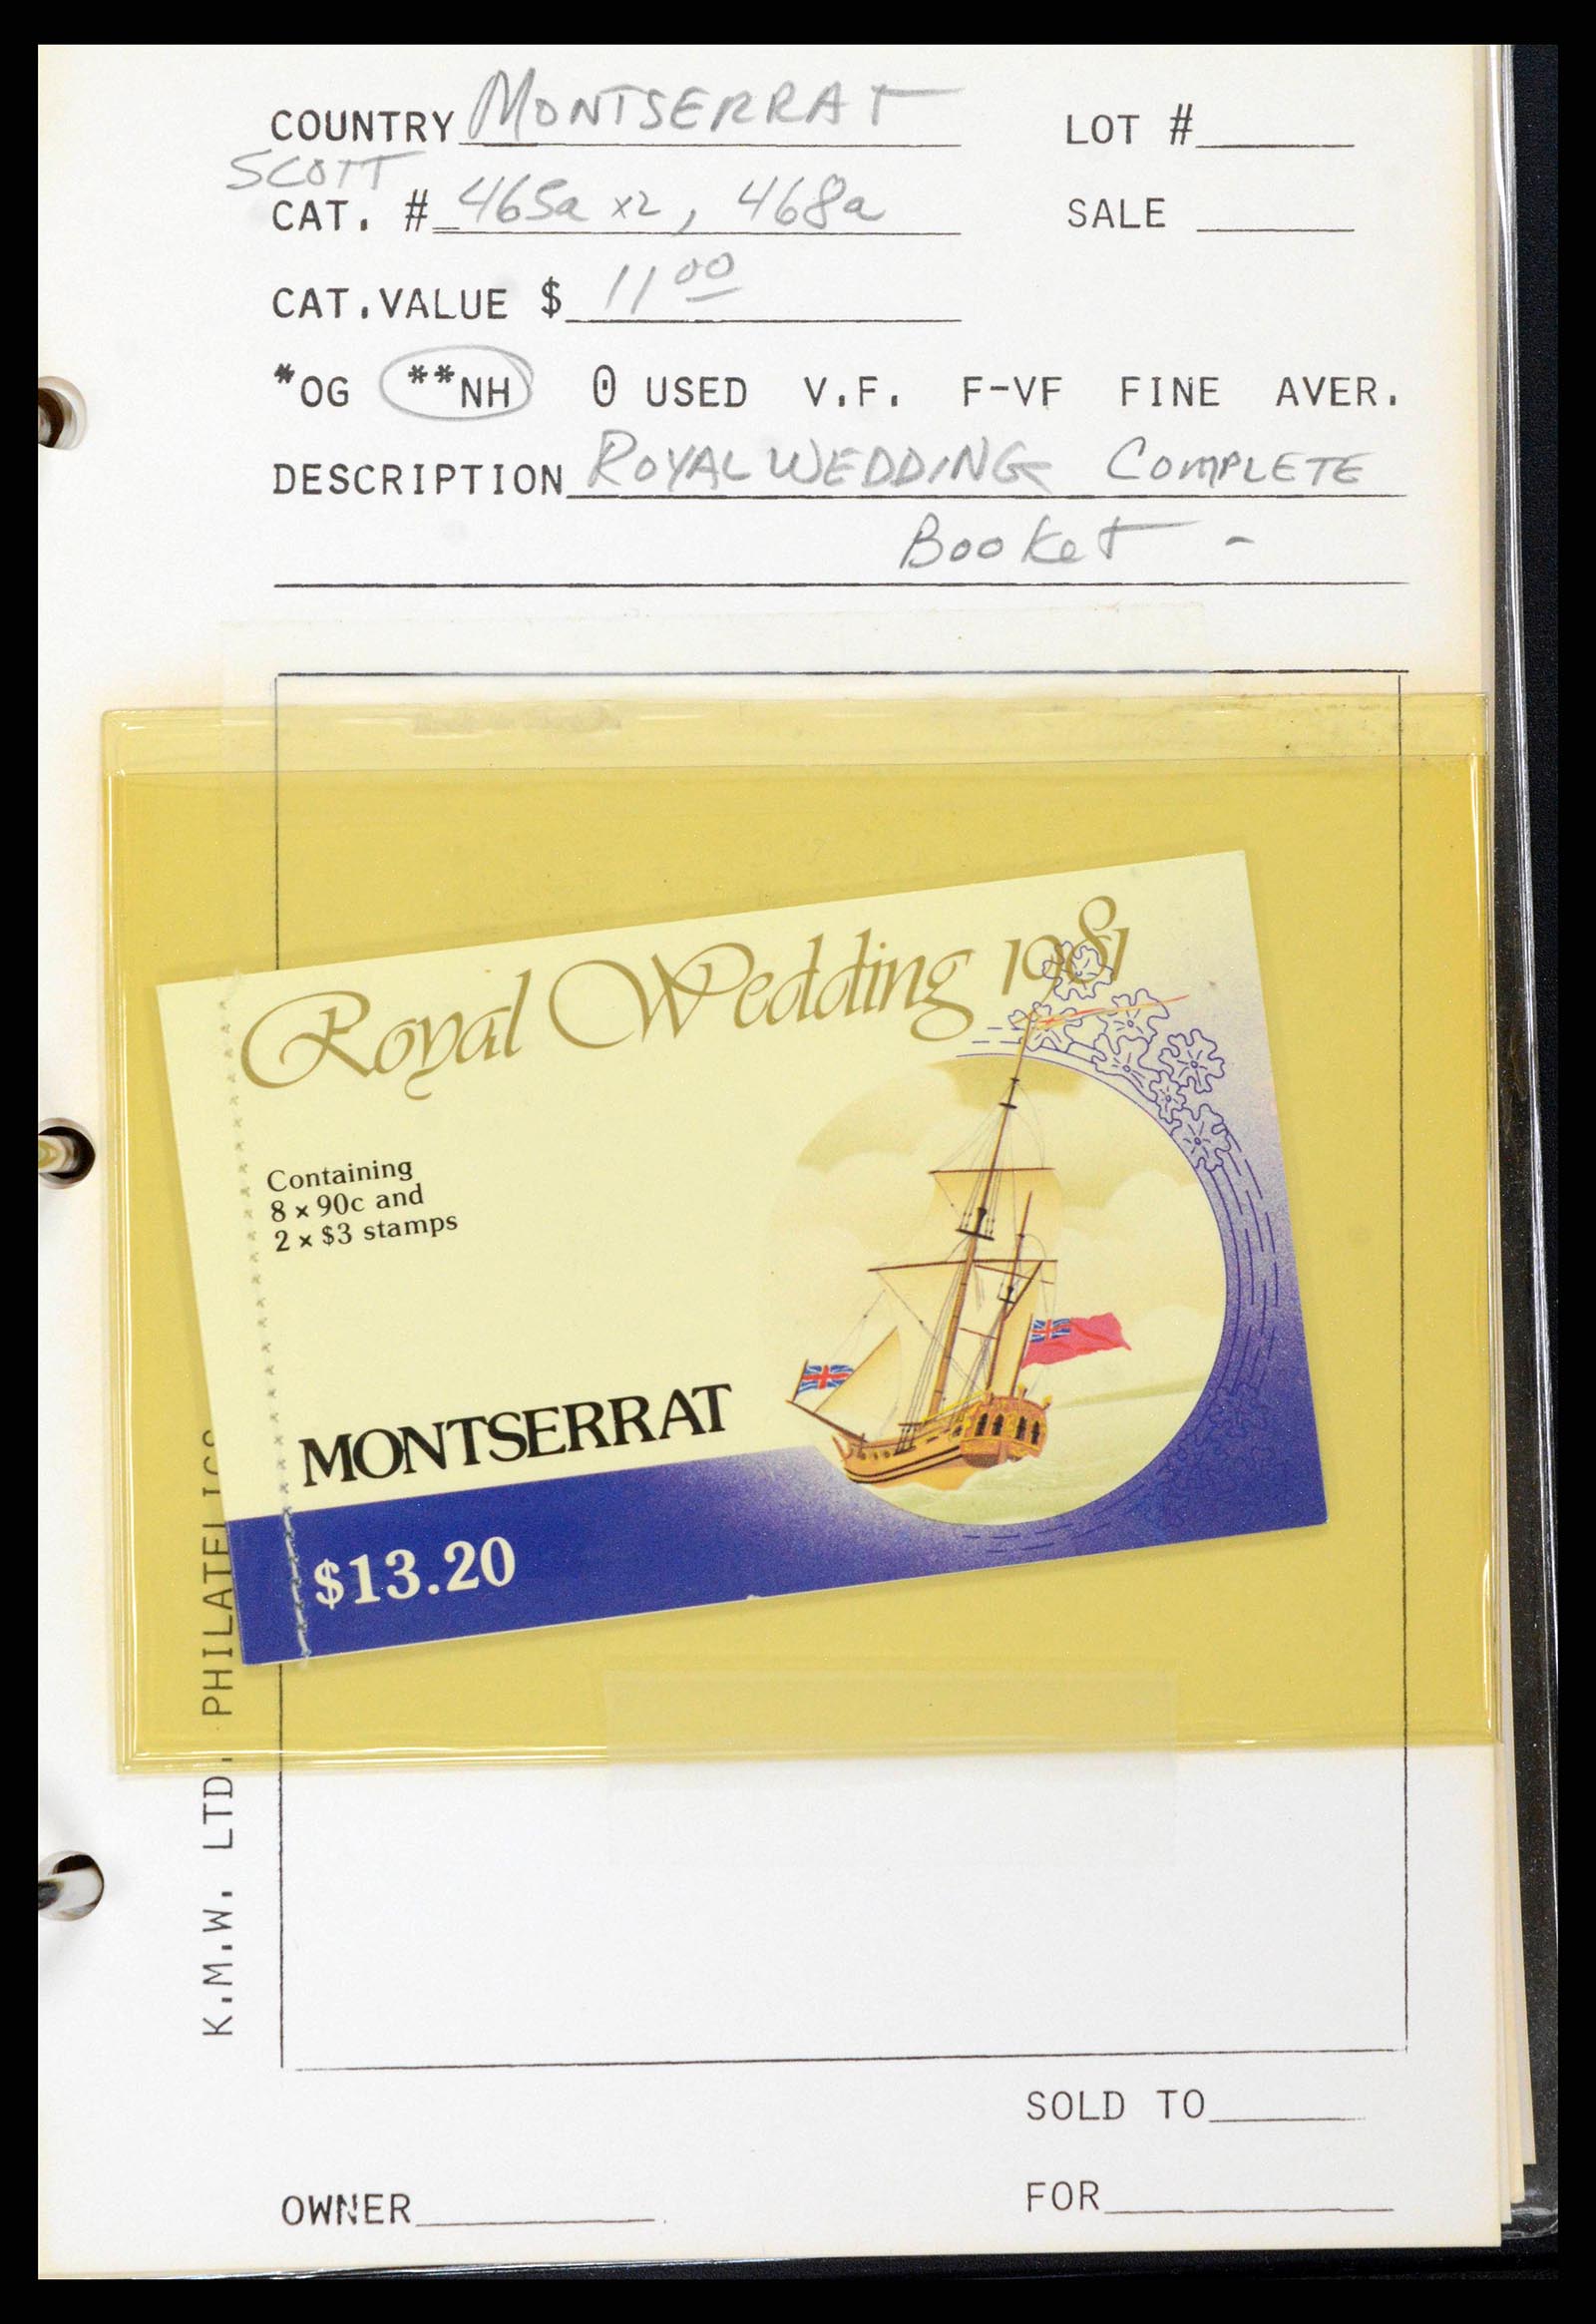 COUNTRY MONTSERRAT LOT #
SCOTT
CAT. # 465a x2, 468a SALE
CAT.VALUE $ 11 00
*OG **NH 0 USED V.F. F-VF FINE AVER.
DESCRIPTION ROYAL WEDDING COMPLETE
Booket -
Royal Wedding 1981
Containing
8 x 90c and
2 x $3 stamps
MONTSERRAT
$13.20
K.M.W. LTD. PHILATELICS
SOLD TO
OWNER FOR